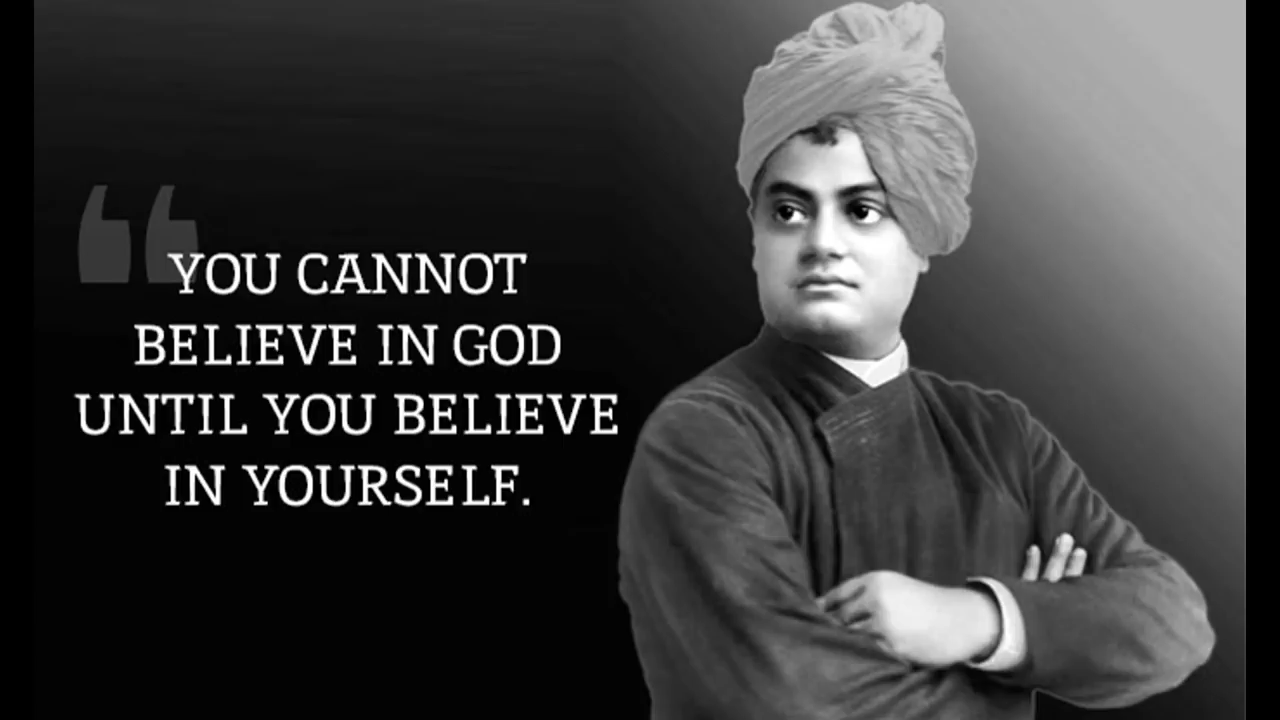 “
YOU CANNOT
BELIEVE IN GOD
UNTIL YOU BELIEVE
IN YOURSELF.